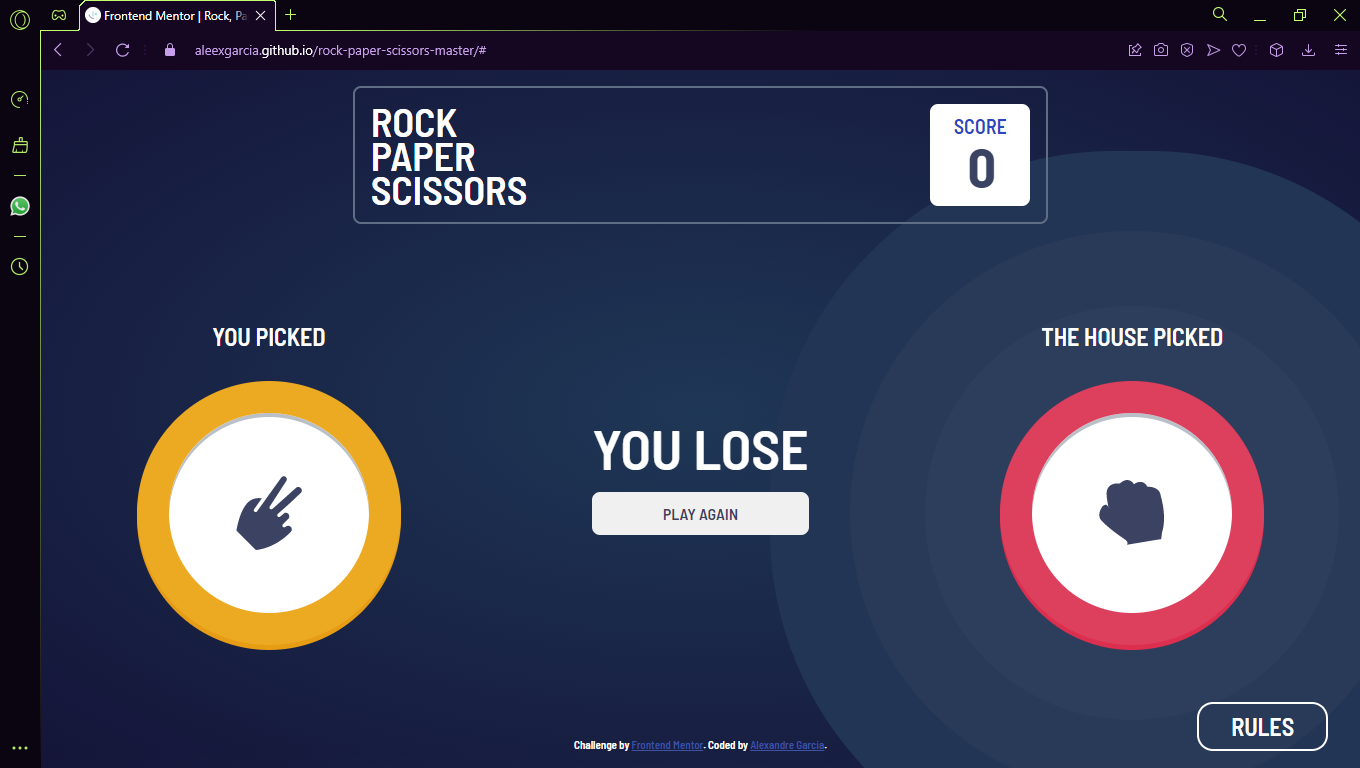 Frontend Mentor | Rock, Pa
aleexgarcia.github.io/rock-paper-scissors-master/#
ROCK
PAPER
SCISSORS
SCORE
0
YOU PICKED
THE HOUSE PICKED
YOU LOSE
PLAY AGAIN
RULES
Challenge by Frontend Mentor. Coded by Alexandre Garcia.